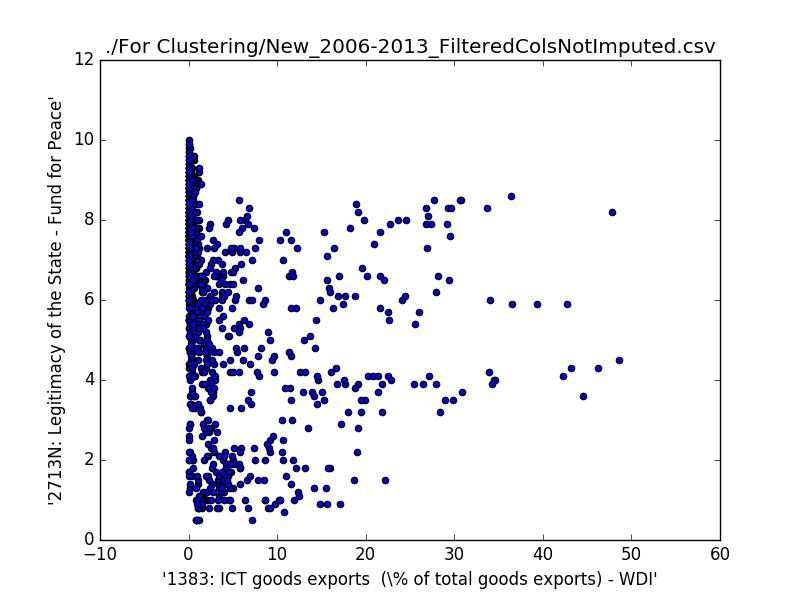 ./For Clustering/New_2006-2013_FilteredColsNotImputed.csv
12
10
8
6
4
2
0
'2713N: Legitimacy of the State - Fund for Peace'
−10 0 10 20 30 40 50 60
'1383: ICT goods exports  (\% of total goods exports) - WDI'